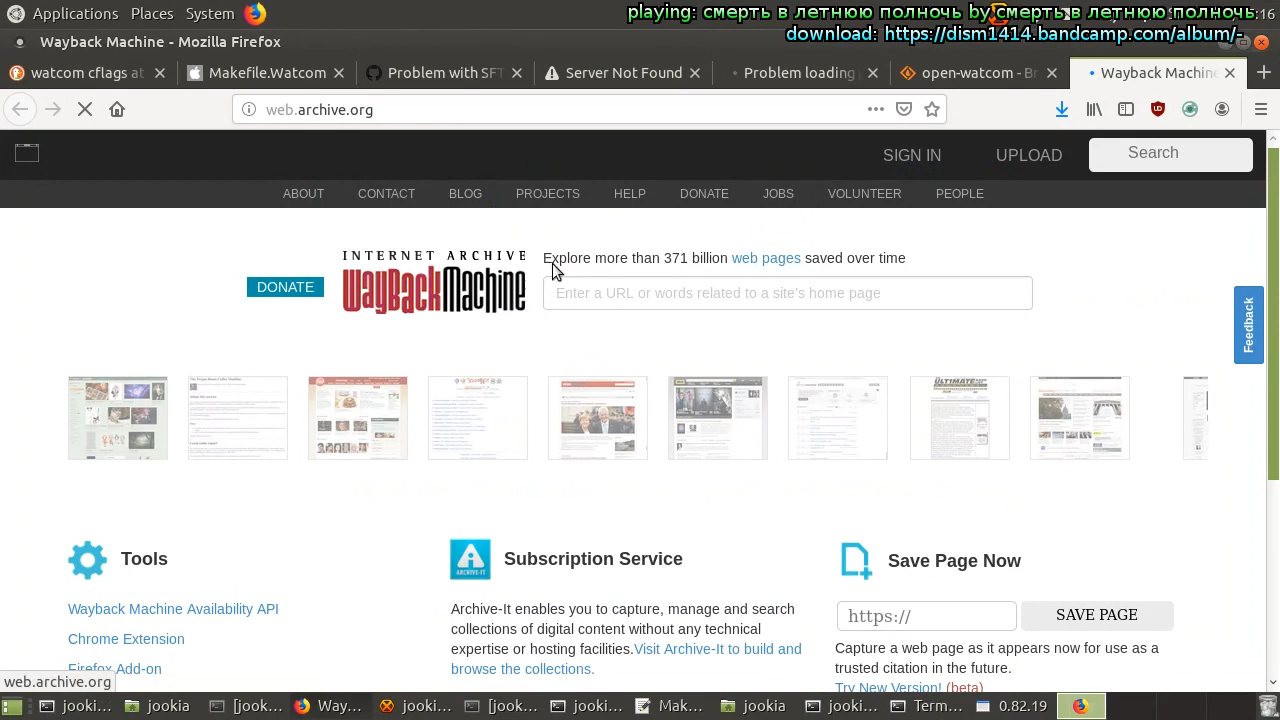 Applications Places System
playing: смерть в летнюю полночь by смерть в летнюю полночь
:16
Wayback Machine - Mozilla Firefox
download: https://dism1414.bandcamp.com/album/-
watcom cflags at
Makefile.Watcom
Problem with SFT
Server Not Found
Problem loading
open-watcom - Br
Wayback Machine
web.archive.org
SIGN IN UPLOAD Search
ABOUT CONTACT BLOG PROJECTS HELP DONATE JOBS VOLUNTEER PEOPLE
DONATE
INTERNET ARCHIVE
WayBackMachine
Explore more than 371 billion web pages saved over time
Enter a URL or words related to a site's home page
Feedback
Tools
Wayback Machine Availability API
Chrome Extension
Firefox Add-on
Subscription Service
ARCHIVE-IT
Archive-It enables you to capture, manage and search
collections of digital content without any technical
expertise or hosting facilities.Visit Archive-It to build and
browse the collections.
Save Page Now
https://
SAVE PAGE
Capture a web page as it appears now for use as a
trusted citation in the future.
Try New Version! (beta)
web.archive.org
jooki… jookia [jook… Way… jooki… [jook… jooki… Mak… jookia jooki… Term… 0.82.19